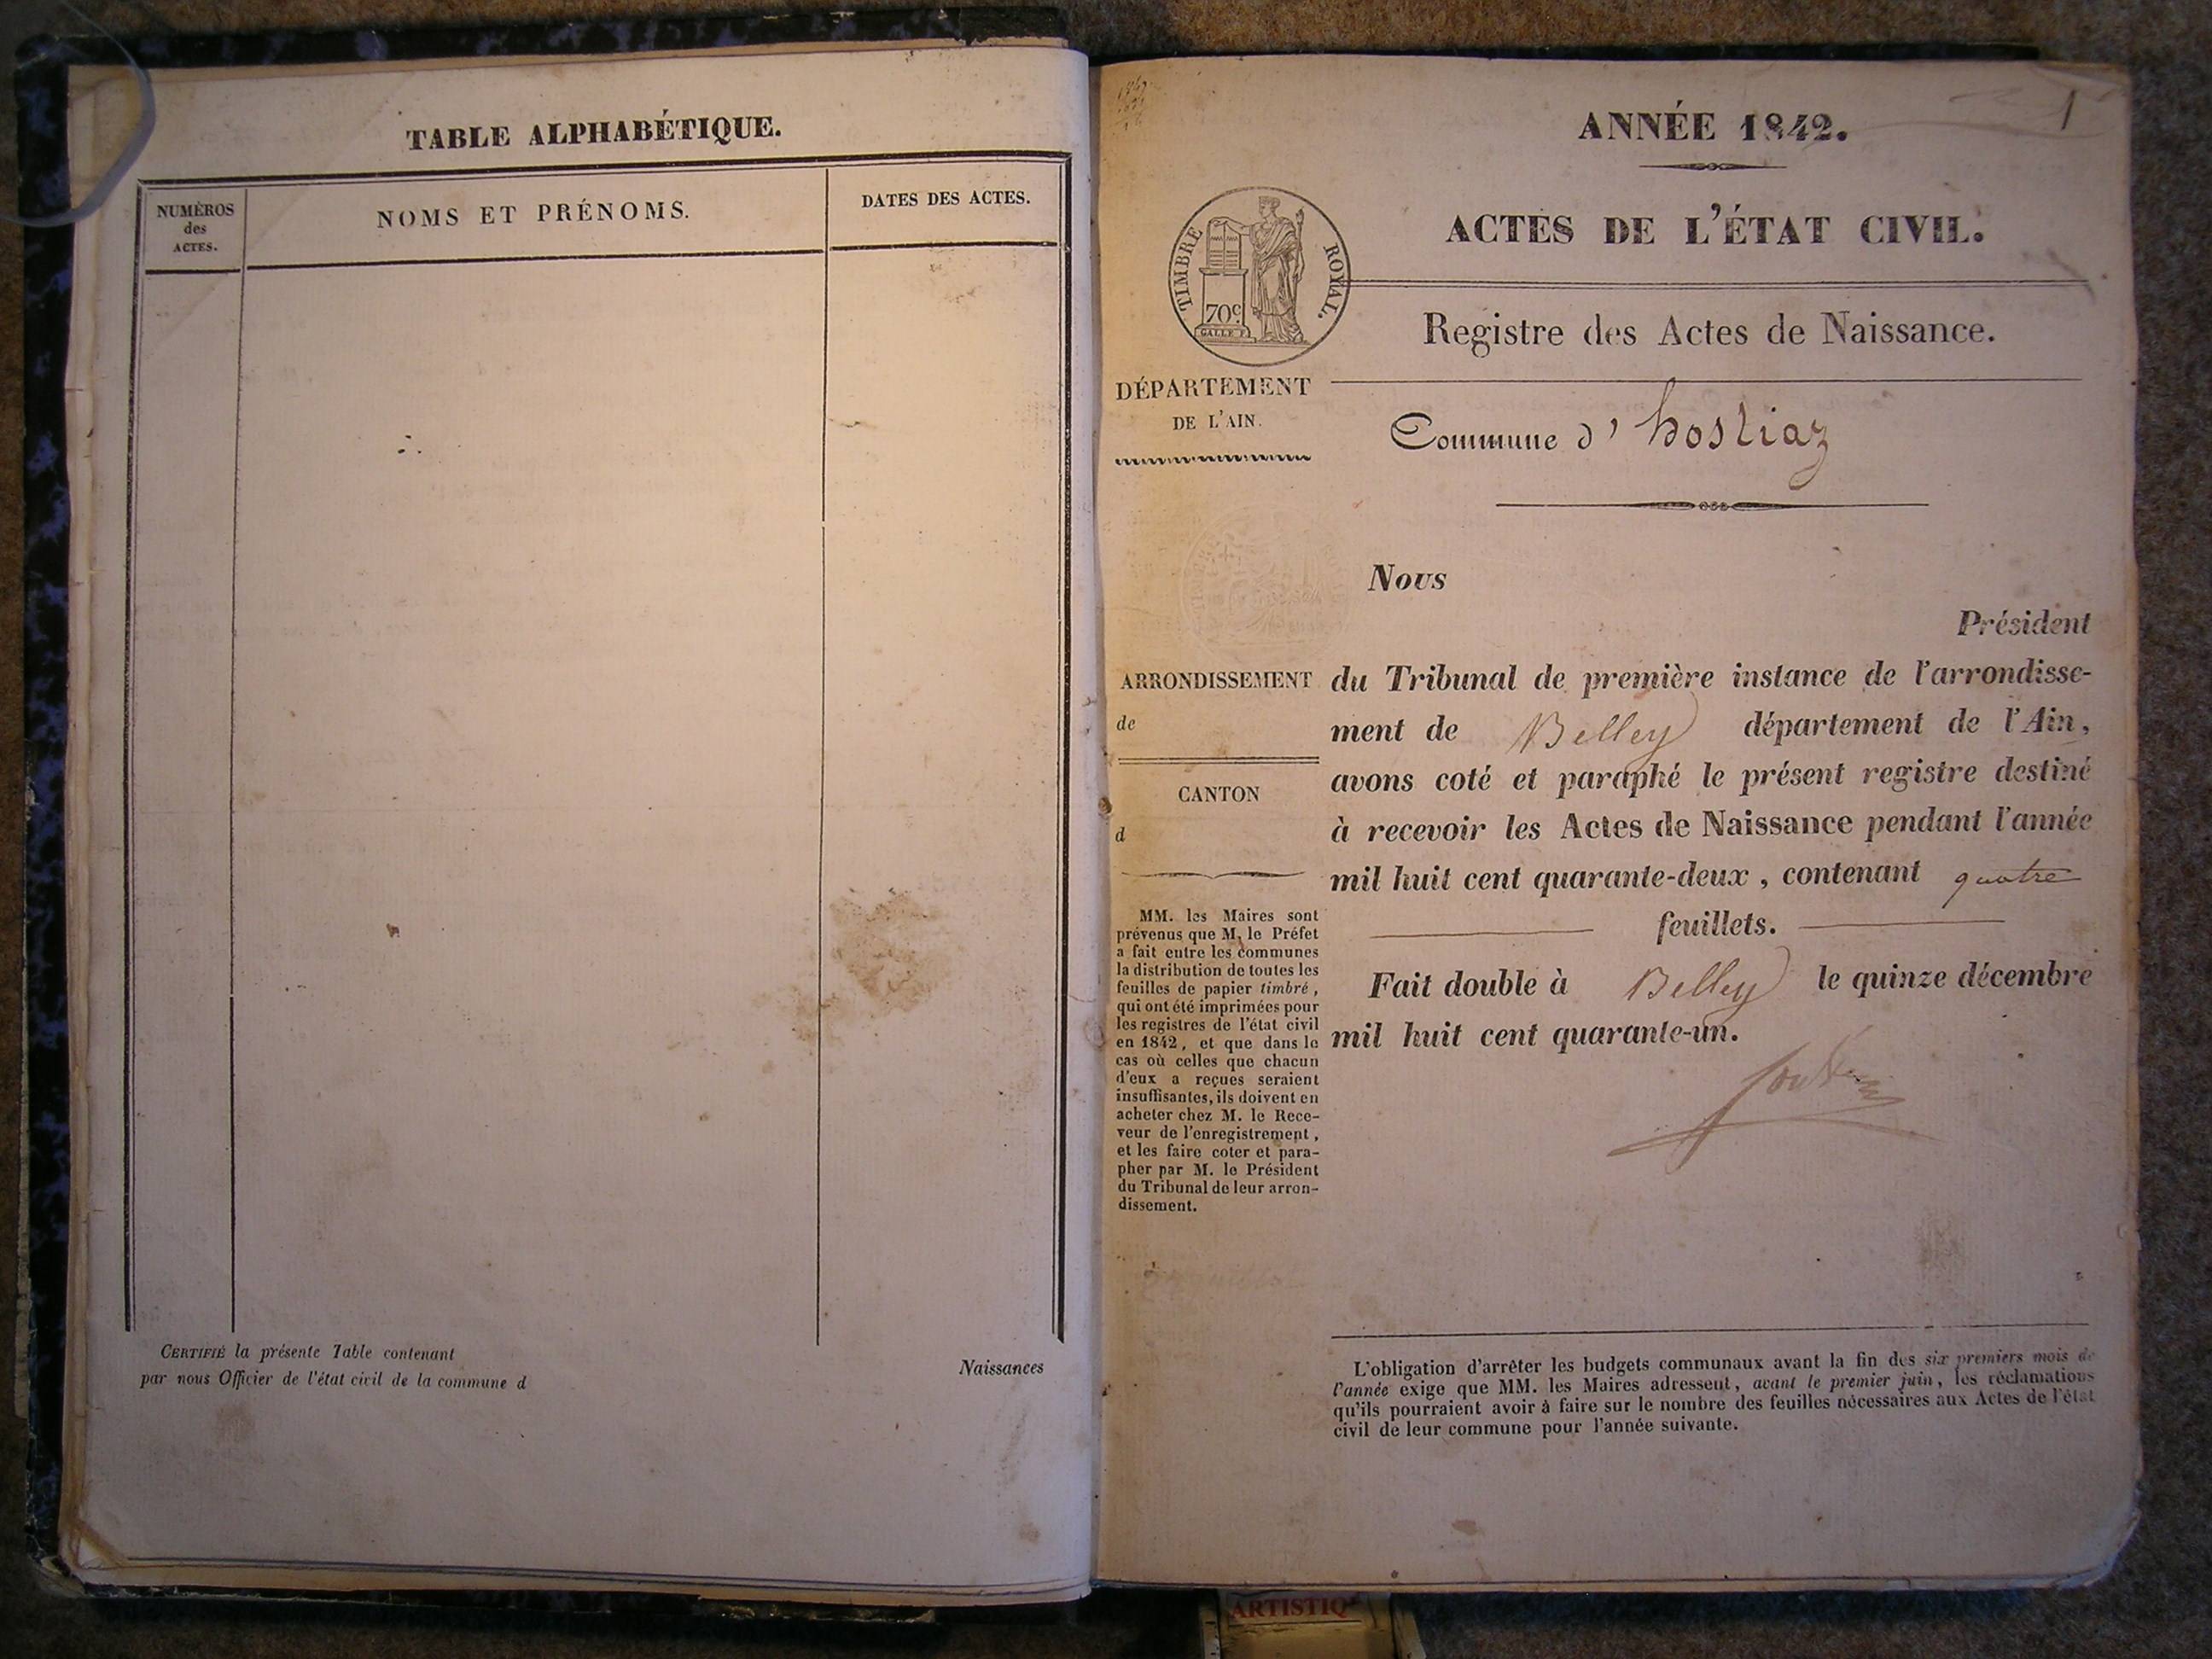 TABLE ALPHABÉTIQUE.
NUMÉROS
des
ACTES.
NOMS ET PRÉNOMS.
DATES DES ACTES.
CERTIFIÉ la présente Table contenant
Naissances
par nous Officier de l'état civil de la commune d
1
ANNÉE 1842.
ACTES DE L'ÉTAT CIVIL.
TIMBRE ROYAL.
70c
GALLE F.
Registre des Actes de Naissance.
DÉPARTEMENT
DE L'AIN.
Commune d'hostiaz
Nous
Président
du Tribunal de première instance de l'arrondisse-
ment de Belley département de l'Ain,
avons coté et paraphé le présent registre destiné
à recevoir les Actes de Naissance pendant l'année
mil huit cent quarante-deux, contenant quatre
feuillets.
Fait double à Belley le quinze décembre
mil huit cent quarante-un.
ARRONDISSEMENT
de
CANTON
d
MM. les Maires sont
prévenus que M. le Préfet
a fait entre les communes
la distribution de toutes les
feuilles de papier timbré,
qui ont été imprimées pour
les registres de l'état civil
en 1842, et que dans le
cas où celles que chacun
d'eux a reçues seraient
insuffisantes, ils doivent en
acheter chez M. le Rece-
veur de l'enregistrement,
et les faire coter et para-
pher par M. le Président
du Tribunal de leur arron-
dissement.
L'obligation d'arrêter les budgets communaux avant la fin des six premiers mois de
l'année exige que MM. les Maires adressent, avant le premier juin, les réclamations
qu'ils pourraient avoir à faire sur le nombre des feuilles nécessaires aux Actes de l'état
civil de leur commune pour l'année suivante.
ARTISTIQ